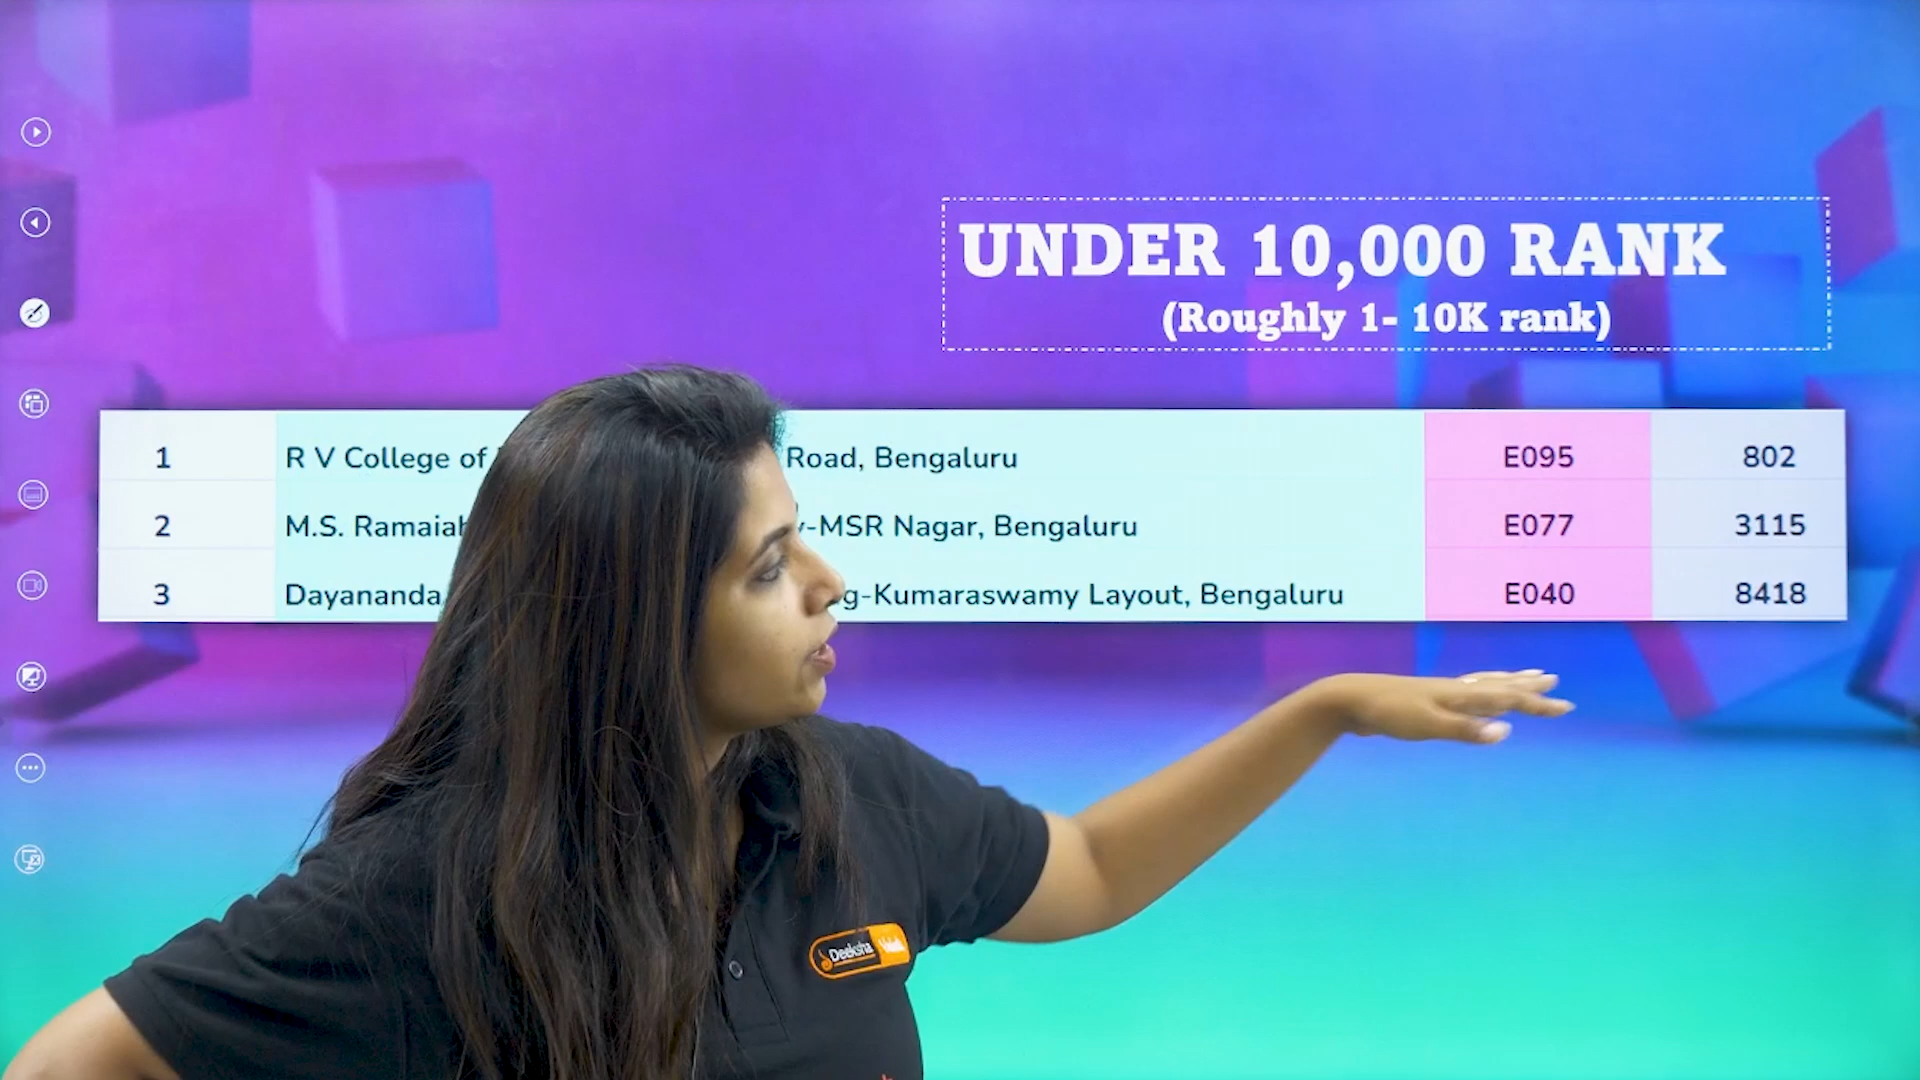 UNDER 10,000 RANK
(Roughly 1- 10K rank)
1 R V College of Road, Bengaluru E095 802
2 M.S. Ramaiah -MSR Nagar, Bengaluru E077 3115
3 Dayananda g-Kumaraswamy Layout, Bengaluru E040 8418
Deeksha